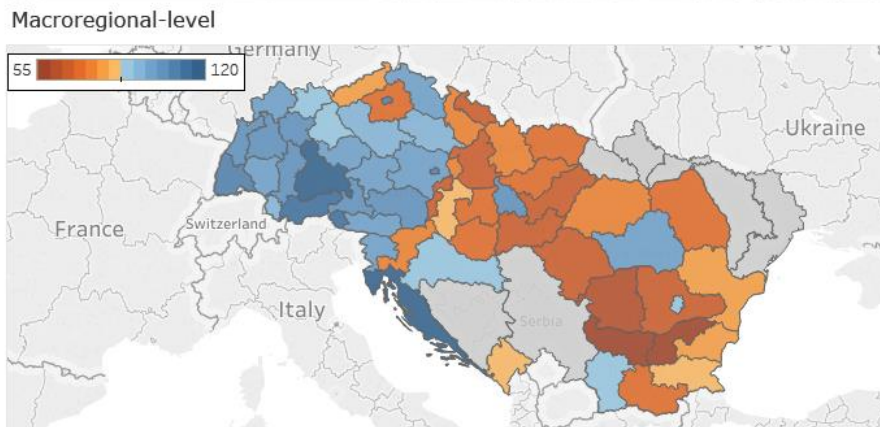 Macroregional-level
Germany
55 120
Ukraine
France
Switzerland
Italy
Serbia